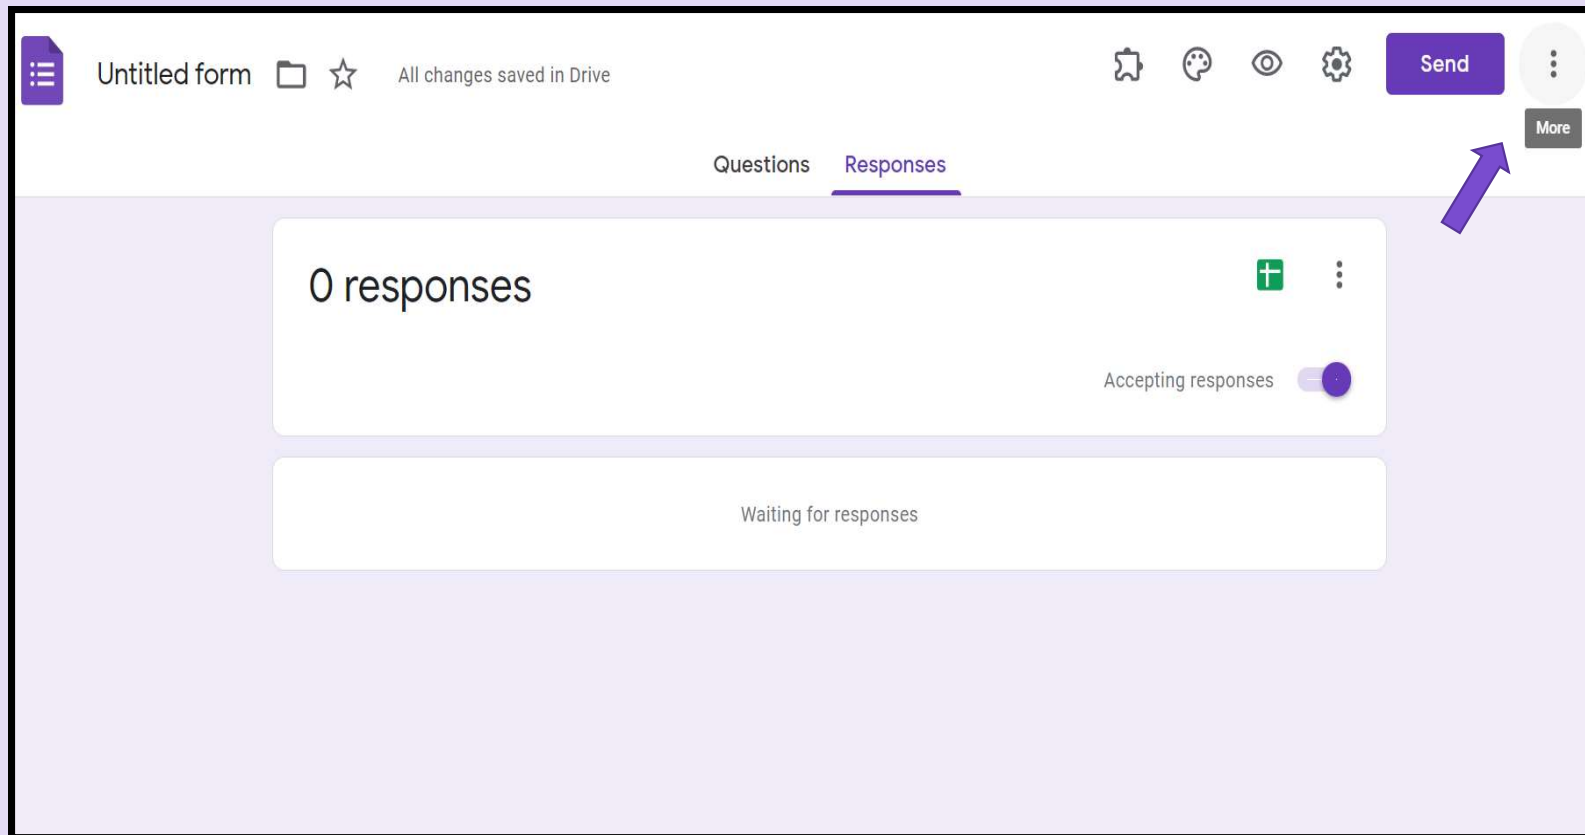 Untitled form All changes saved in Drive Send
More
Questions Responses
0 responses
Accepting responses
Waiting for responses